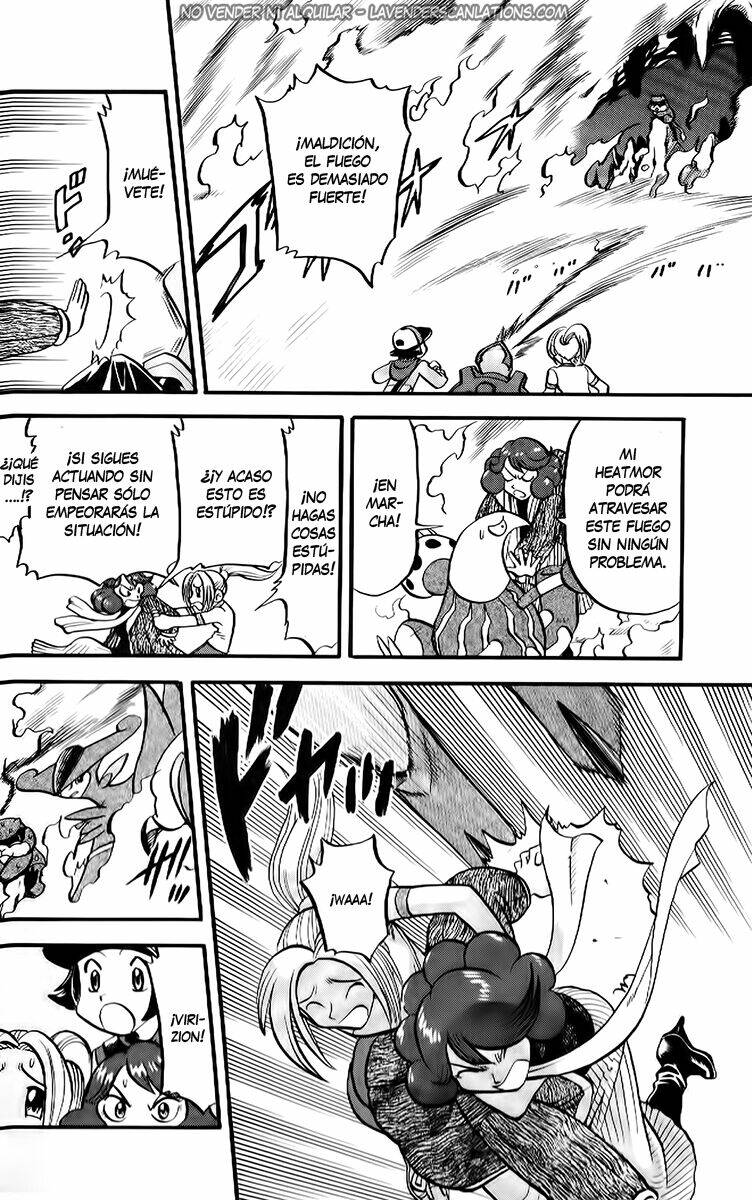 NO VENDER NI ALQUILAR - LAVENDERSCANLATIONS.COM
¡MALDICIÓN,
EL FUEGO
ES DEMASIADO
FUERTE!
¡MUÉ-
VETE!
ド
MI
HEATMOR
PODRÁ
ATRAVESAR
ESTE FUEGO
SIN NINGÚN
PROBLEMA.
¡EN
MAR-
CHA!
¡NO
HAGAS
COSAS
ESTÚ-
PIDAS!
¿¡Y ACASO
ESTO ES
ESTÚPIDO!?
¡SI SIGUES
ACTUANDO SIN
PENSAR SÓLO
EMPEORARÁS LA
SITUACIÓN!
¿¡QUÉ
DIJIS
....!?
¡WAAA!
¡VIRI-
ZION!